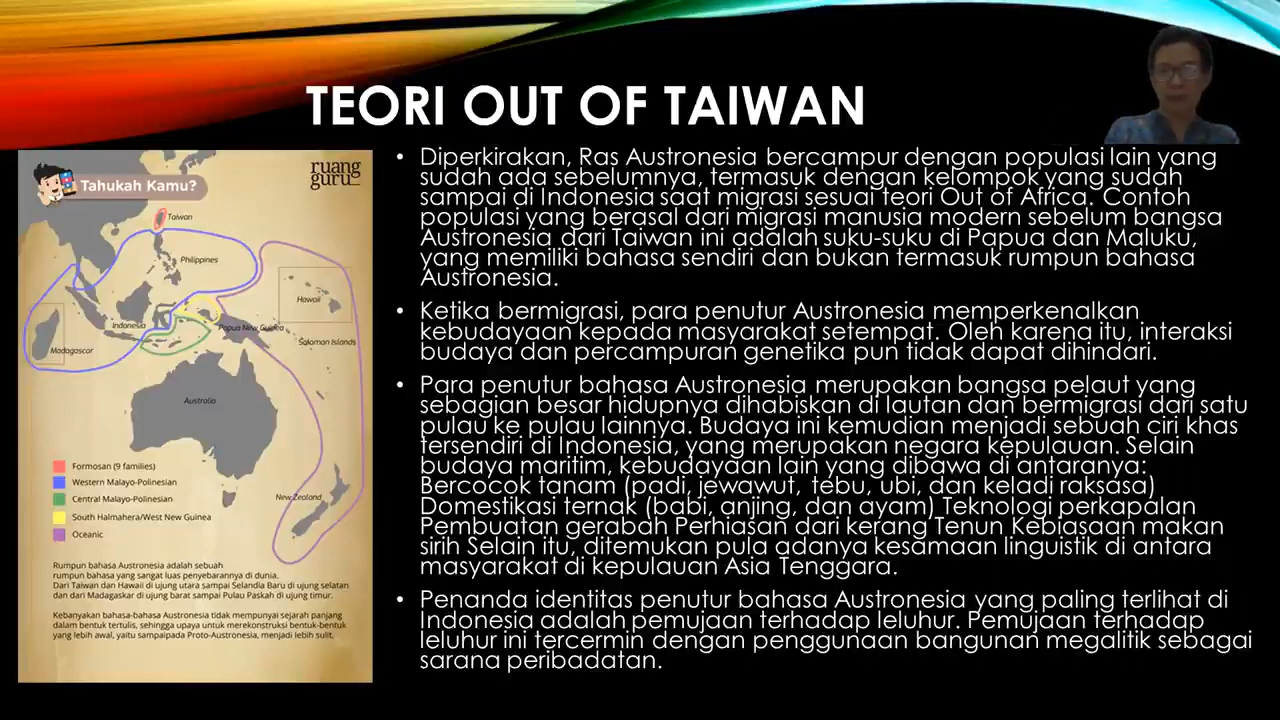 TEORI OUT OF TAIWAN
ruang
guru
Tahukah Kamu?
Taiwan
Philippines
Hawaii
Indonesia
Papua New Guinea
Solaman Islands
Madagascar
Australia
New Zealand
Formosan (9 families)
Western Malayo-Polinesian
Central Malayo-Polinesian
South Halmahera/West New Guinea
Oceanic
Rumpun bahasa Austronesia adalah sebuah
rumpun bahasa yang sangat luas penyebarannya di dunia.
Dari Taiwan dan Hawaii di ujung utara sampai Selandia Baru di ujung selatan
dan dari Madagaskar di ujung barat sampai Pulau Paskah di ujung timur.
Kebanyakan bahasa-bahasa Austronesia tidak mempunyai sejarah panjang
dalam bentuk tertulis, sehingga upaya untuk merekonstruksi bentuk-bentuk
yang lebih awal, yaitu sampaipada Proto-Austronesia, menjadi lebih sulit,
• Diperkirakan, Ras Austronesia bercampur dengan populasi lain yang
sudah ada sebelumnya, termasuk dengan kelompok yang sudah
sampai di Indonesia saat migrasi sesuai teori Out of Africa. Contoh
populasi yang berasal dari migrasi manusia modern sebelum bangsa
Austronesia dari Taiwan ini adalah suku-suku di Papua dan Maluku,
yang memiliki bahasa sendiri dan bukan termasuk rumpun bahasa
Austronesia.
• Ketika bermigrasi, para penutur Austronesia memperkenalkan
kebudayaan kepada masyarakat setempat. Oleh karena itu, interaksi
budaya dan percampuran genetika pun tidak dapat dihindari.
• Para penutur bahasa Austronesia merupakan bangsa pelaut yang
sebagian besar hidupnya dihabiskan di lautan dan bermigrasi dari satu
pulau ke pulau lainnya. Budaya ini kemudian menjadi sebuah ciri khas
tersendiri di Indonesia, yang merupakan negara kepulauan. Selain
budaya maritim, kebudayaan lain yang dibawa di antaranya:
Bercocok tanam (padi, jewawut, tebu, ubi, dan keladi raksasa)
Domestikasi ternak (babi, anjing, dan ayam) Teknologi perkapalan
Pembuatan gerabah Perhiasan dari kerang Tenun Kebiasaan makan
sirih Selain itu, ditemukan pula adanya kesamaan linguistik di antara
masyarakat di kepulauan Asia Tenggara.
• Penanda identitas penutur bahasa Austronesia yang paling terlihat di
Indonesia adalah pemujaan terhadap leluhur. Pemujaan terhadap
leluhur ini tercermin dengan penggunaan bangunan megalitik sebagai
sarana peribadatan.